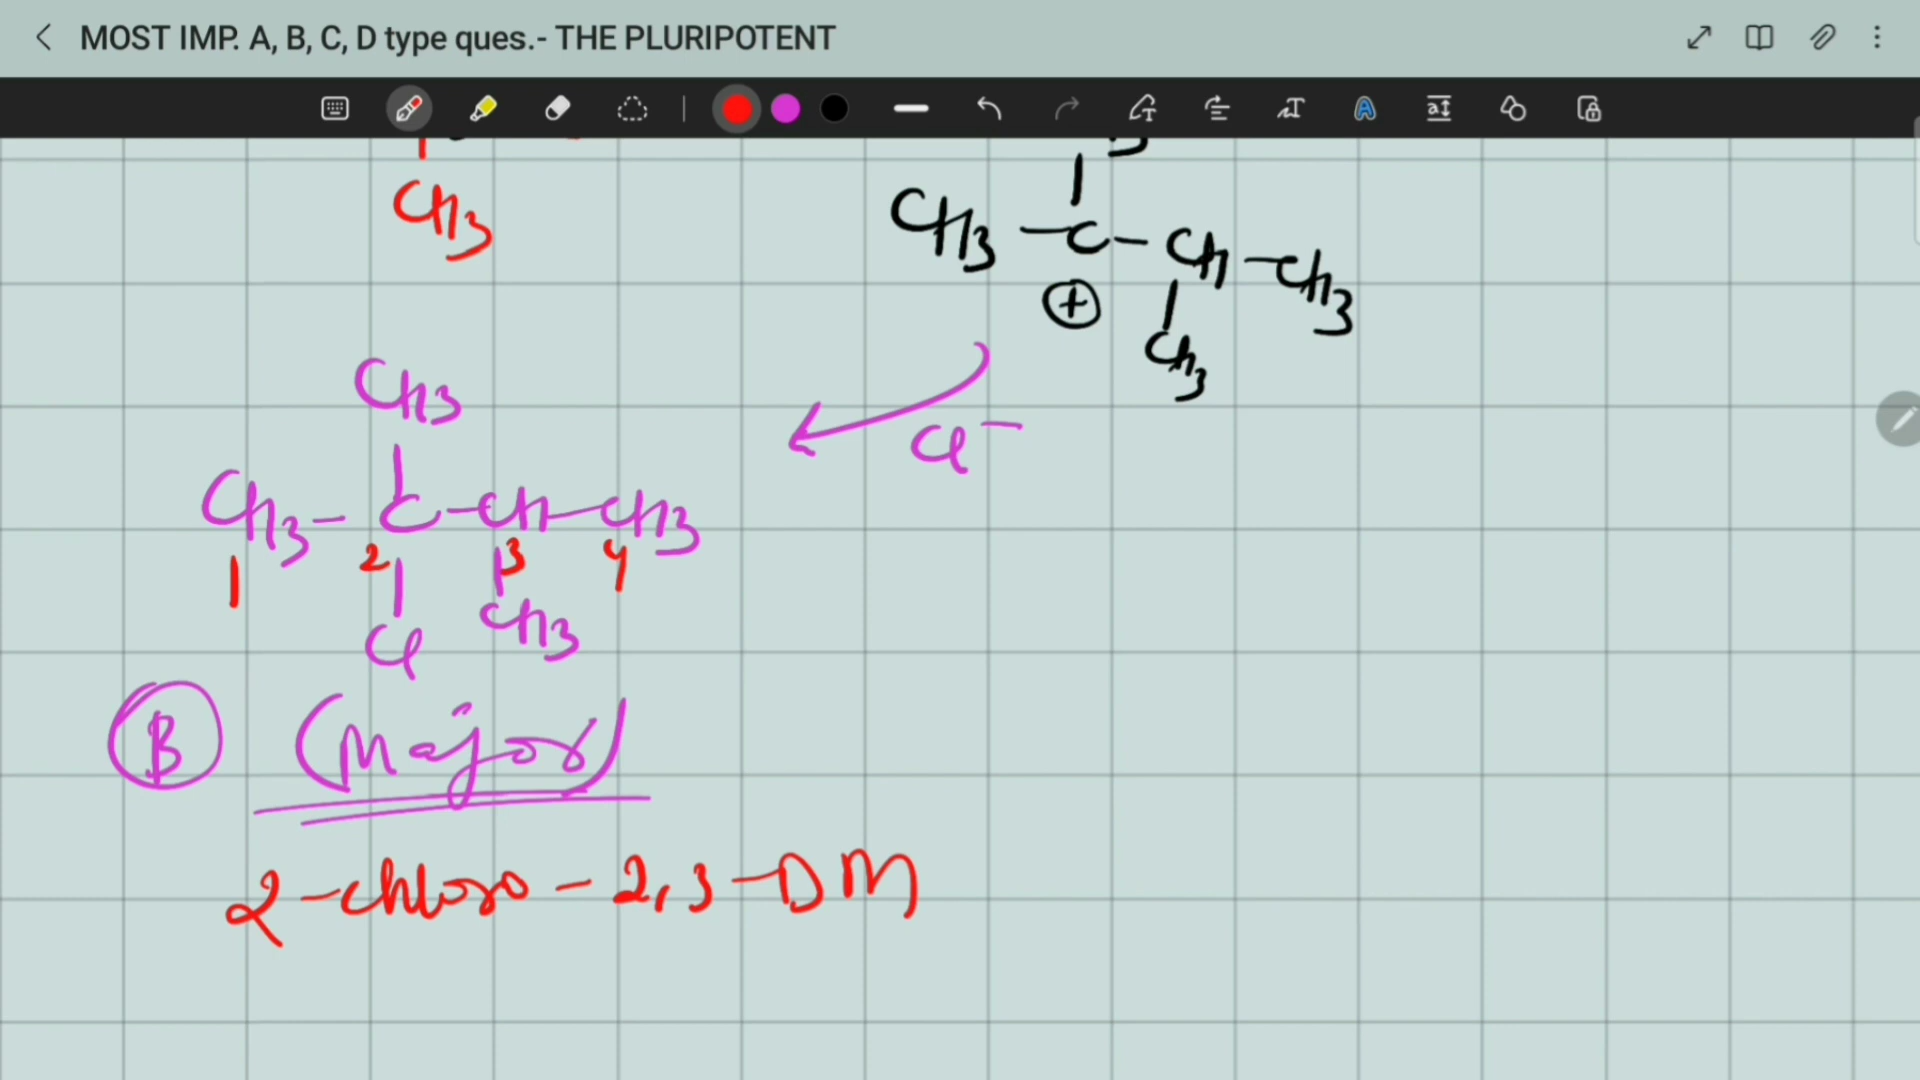 MOST IMP. A, B, C, D type ques.- THE PLURIPOTENT
CH3
CH3 - C - CH - CH3
+
CH3
Cl-
CH3
CH3 - C - CH - CH3
1 2 3 4
Cl CH3
B (Major)
2-chloro-2,3-DM